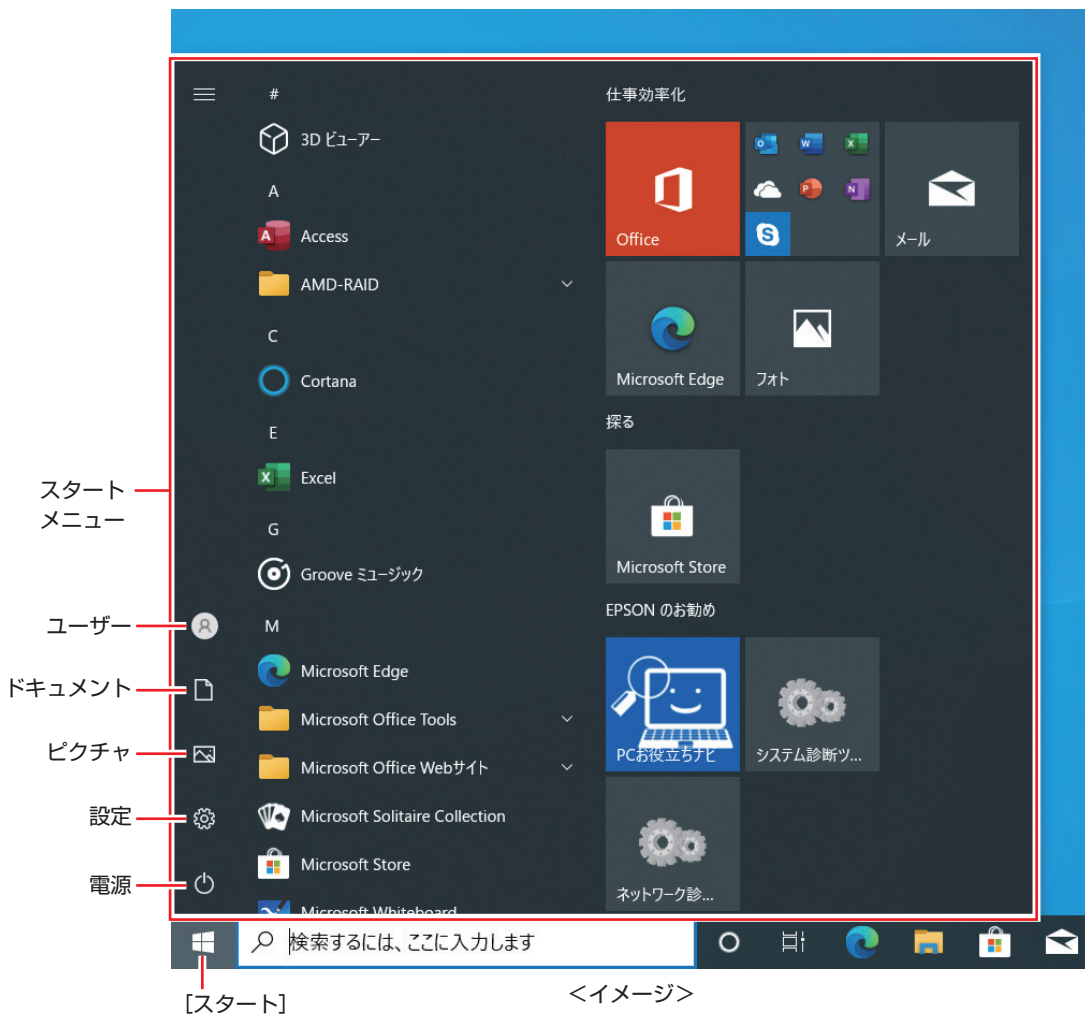 スタート
メニュー
ユーザー
ドキュメント
ピクチャ
設定
電源
#
3D ビューアー
A
Access
AMD-RAID
C
Cortana
E
Excel
G
Groove ミュージック
M
Microsoft Edge
Microsoft Office Tools
Microsoft Office Webサイト
Microsoft Solitaire Collection
Microsoft Store
Microsoft Whiteboard
仕事効率化
Office
メール
Microsoft Edge
フォト
探る
Microsoft Store
EPSON のお勧め
PCお役立ちナビ
システム診断ツ...
ネットワーク診...
検索するには、ここに入力します
[スタート]
＜イメージ＞